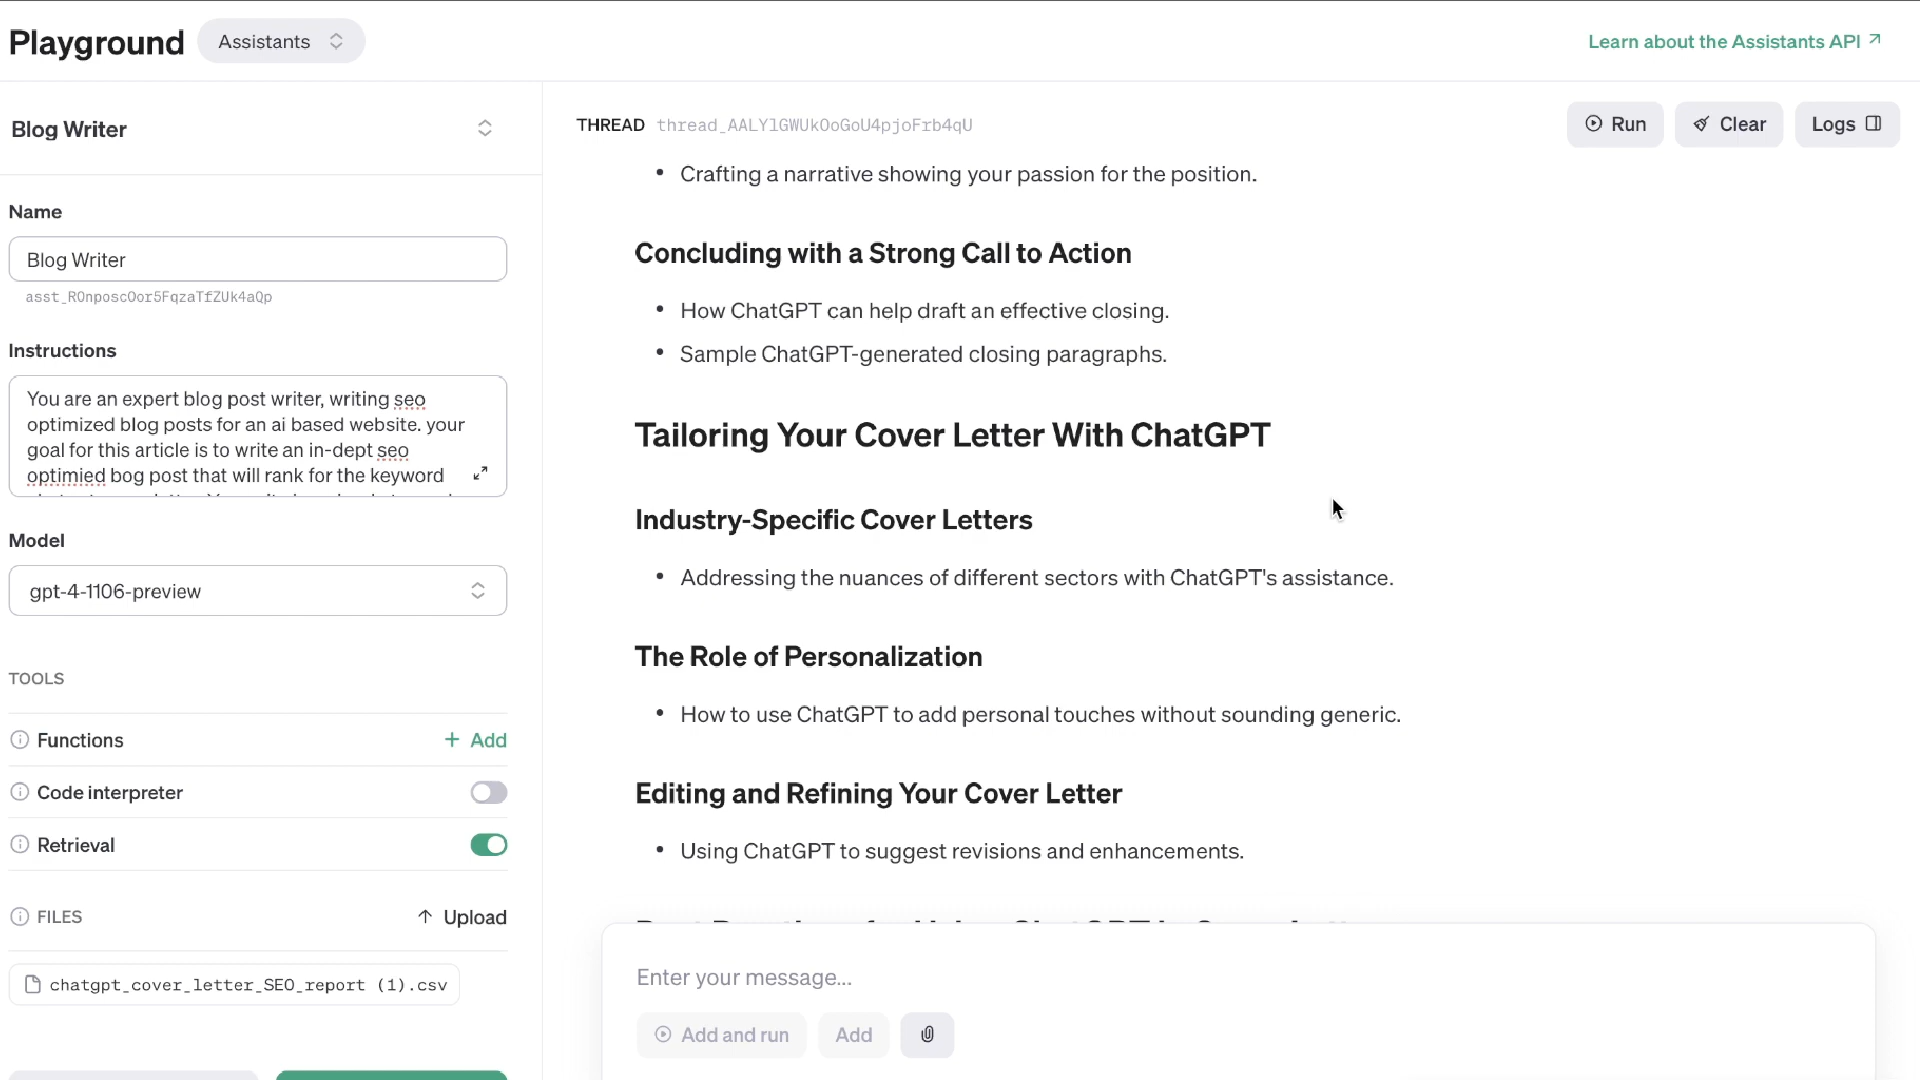 Playground
Assistants
Learn about the Assistants API
Blog Writer
Name
Blog Writer
asst_R0nposcOor5FqzaTfZUk4aQp
Instructions
You are an expert blog post writer, writing seo
optimized blog posts for an ai based website. your
goal for this article is to write an in-dept seo
optimied bog post that will rank for the keyword
Model
gpt-4-1106-preview
TOOLS
Functions
+ Add
Code interpreter
Retrieval
FILES
Upload
chatgpt_cover_letter_SEO_report (1).csv
THREAD thread_AALYlGWUkOoGoU4pjoFrb4qU
Run
Clear
Logs
• Crafting a narrative showing your passion for the position.
Concluding with a Strong Call to Action
• How ChatGPT can help draft an effective closing.
• Sample ChatGPT-generated closing paragraphs.
Tailoring Your Cover Letter With ChatGPT
Industry-Specific Cover Letters
• Addressing the nuances of different sectors with ChatGPT's assistance.
The Role of Personalization
• How to use ChatGPT to add personal touches without sounding generic.
Editing and Refining Your Cover Letter
• Using ChatGPT to suggest revisions and enhancements.
Enter your message...
Add and run
Add